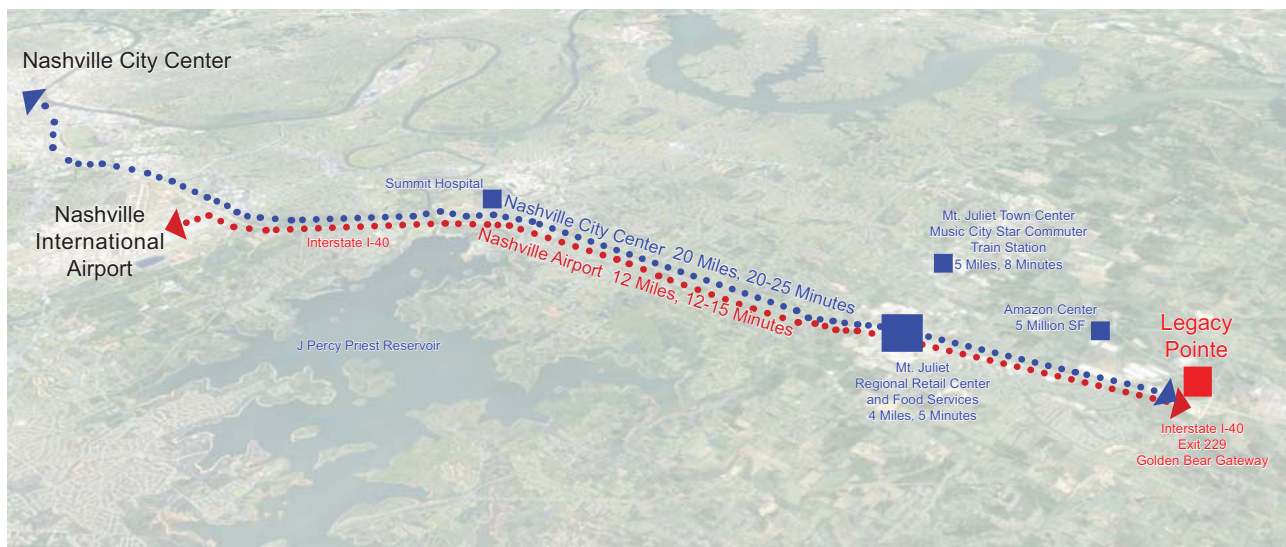 Nashville City Center
Summit Hospital
Nashville
International
Airport
Interstate I-40
Nashville City Center  20 Miles, 20-25 Minutes
Nashville Airport  12 Miles, 12-15 Minutes
Mt. Juliet Town Center
Music City Star Commuter
Train Station
5 Miles, 8 Minutes
Amazon Center
5 Million SF
Legacy
Pointe
J Percy Priest Reservoir
Mt. Juliet
Regional Retail Center
and Food Services
4 Miles, 5 Minutes
Interstate I-40
Exit 229
Golden Bear Gateway